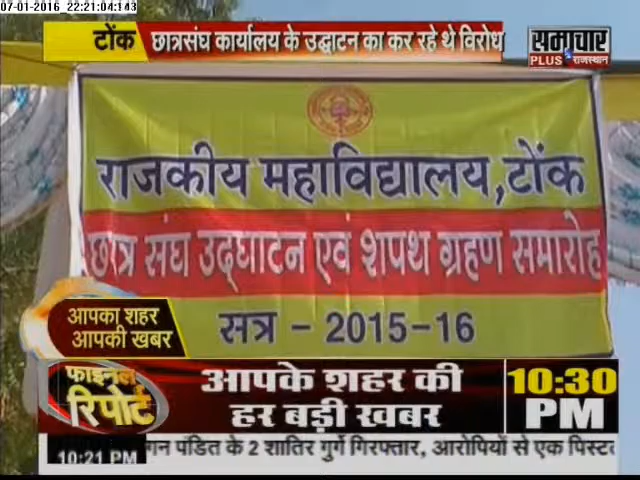 07-01-2016 22:21:04:143
टोंक छात्रसंघ कार्यालय के उद्घाटन का कर रहे थे विरोध
समाचार
PLUS राजस्थान
राजकीय महाविद्यालय,टोंक
छात्र संघ उद्घाटन एवं शपथ ग्रहण समारोह
सत्र - 2015-16
आपका शहर
आपकी खबर
फाइनल
रिपोर्ट
आपके शहर की
हर बड़ी खबर
10:30
PM
10:21 PM
गन पंडित के 2 शातिर गुर्गे गिरफ्तार, आरोपियों से एक पिस्ट